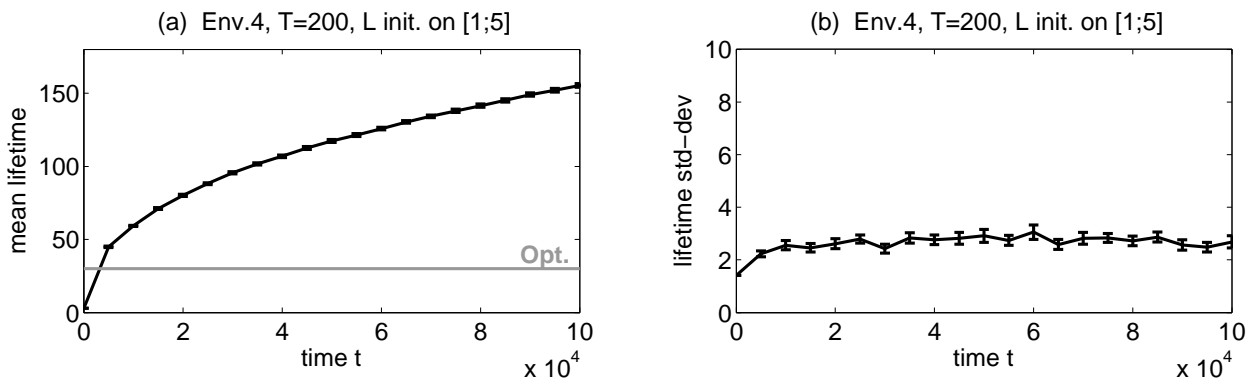 (a) Env.4, T=200, L init. on [1;5]
mean lifetime
150
100
50
0
Opt.
0 2 4 6 8 10
time t
x 10^4
(b) Env.4, T=200, L init. on [1;5]
lifetime std-dev
10
8
6
4
2
0
0 2 4 6 8 10
time t
x 10^4